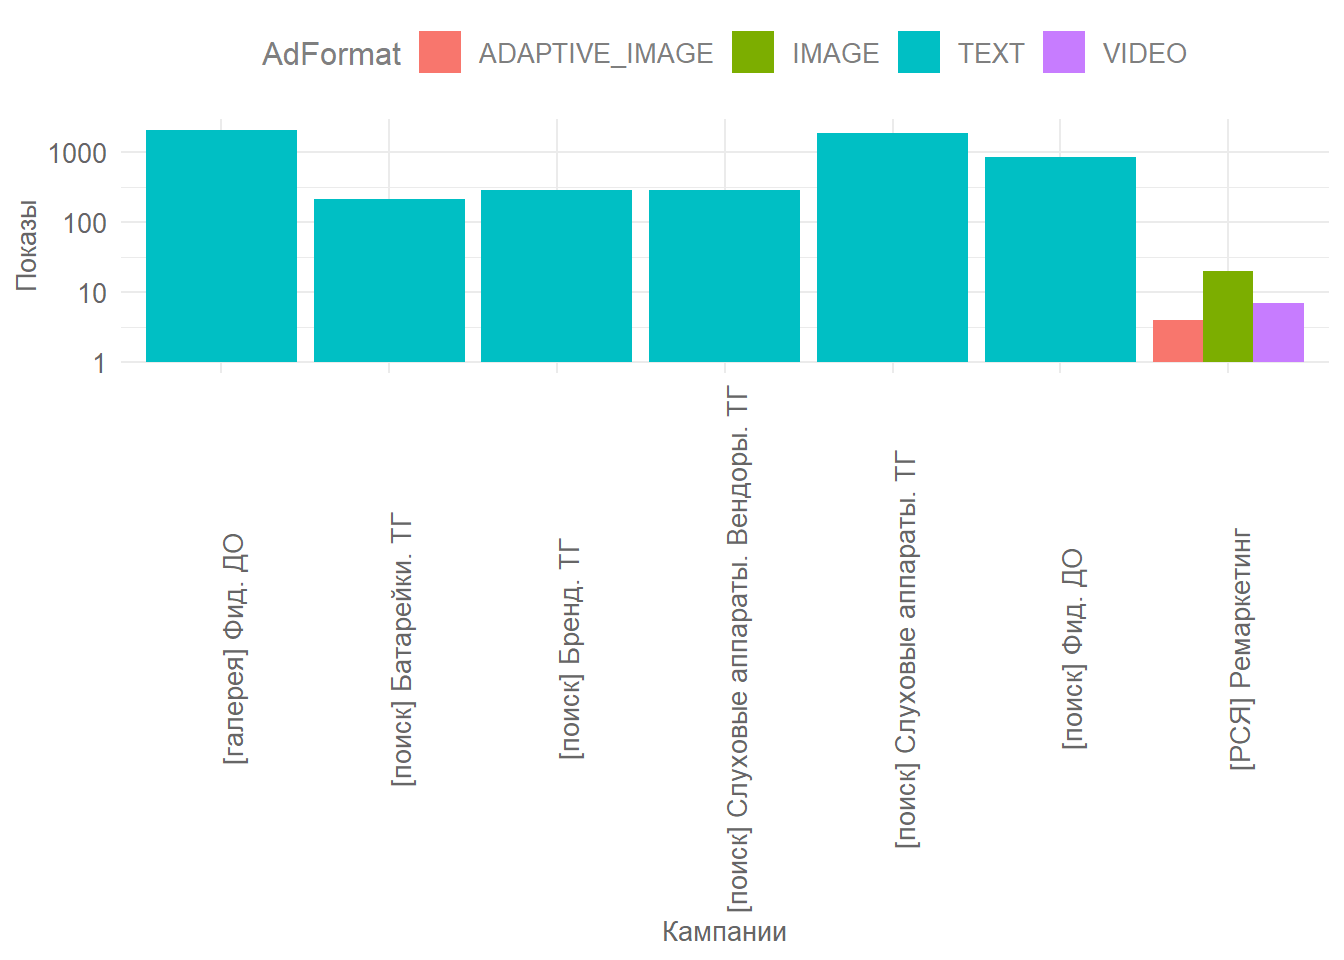 AdFormat ADAPTIVE_IMAGE IMAGE TEXT VIDEO
Показы
1000
100
10
1
[галерея] Фид. ДО
[поиск] Батарейки. ТГ
[поиск] Бренд. ТГ
[поиск] Слуховые аппараты. Вендоры. ТГ
[поиск] Слуховые аппараты. ТГ
[поиск] Фид. ДО
[РСЯ] Ремаркетинг
Кампании